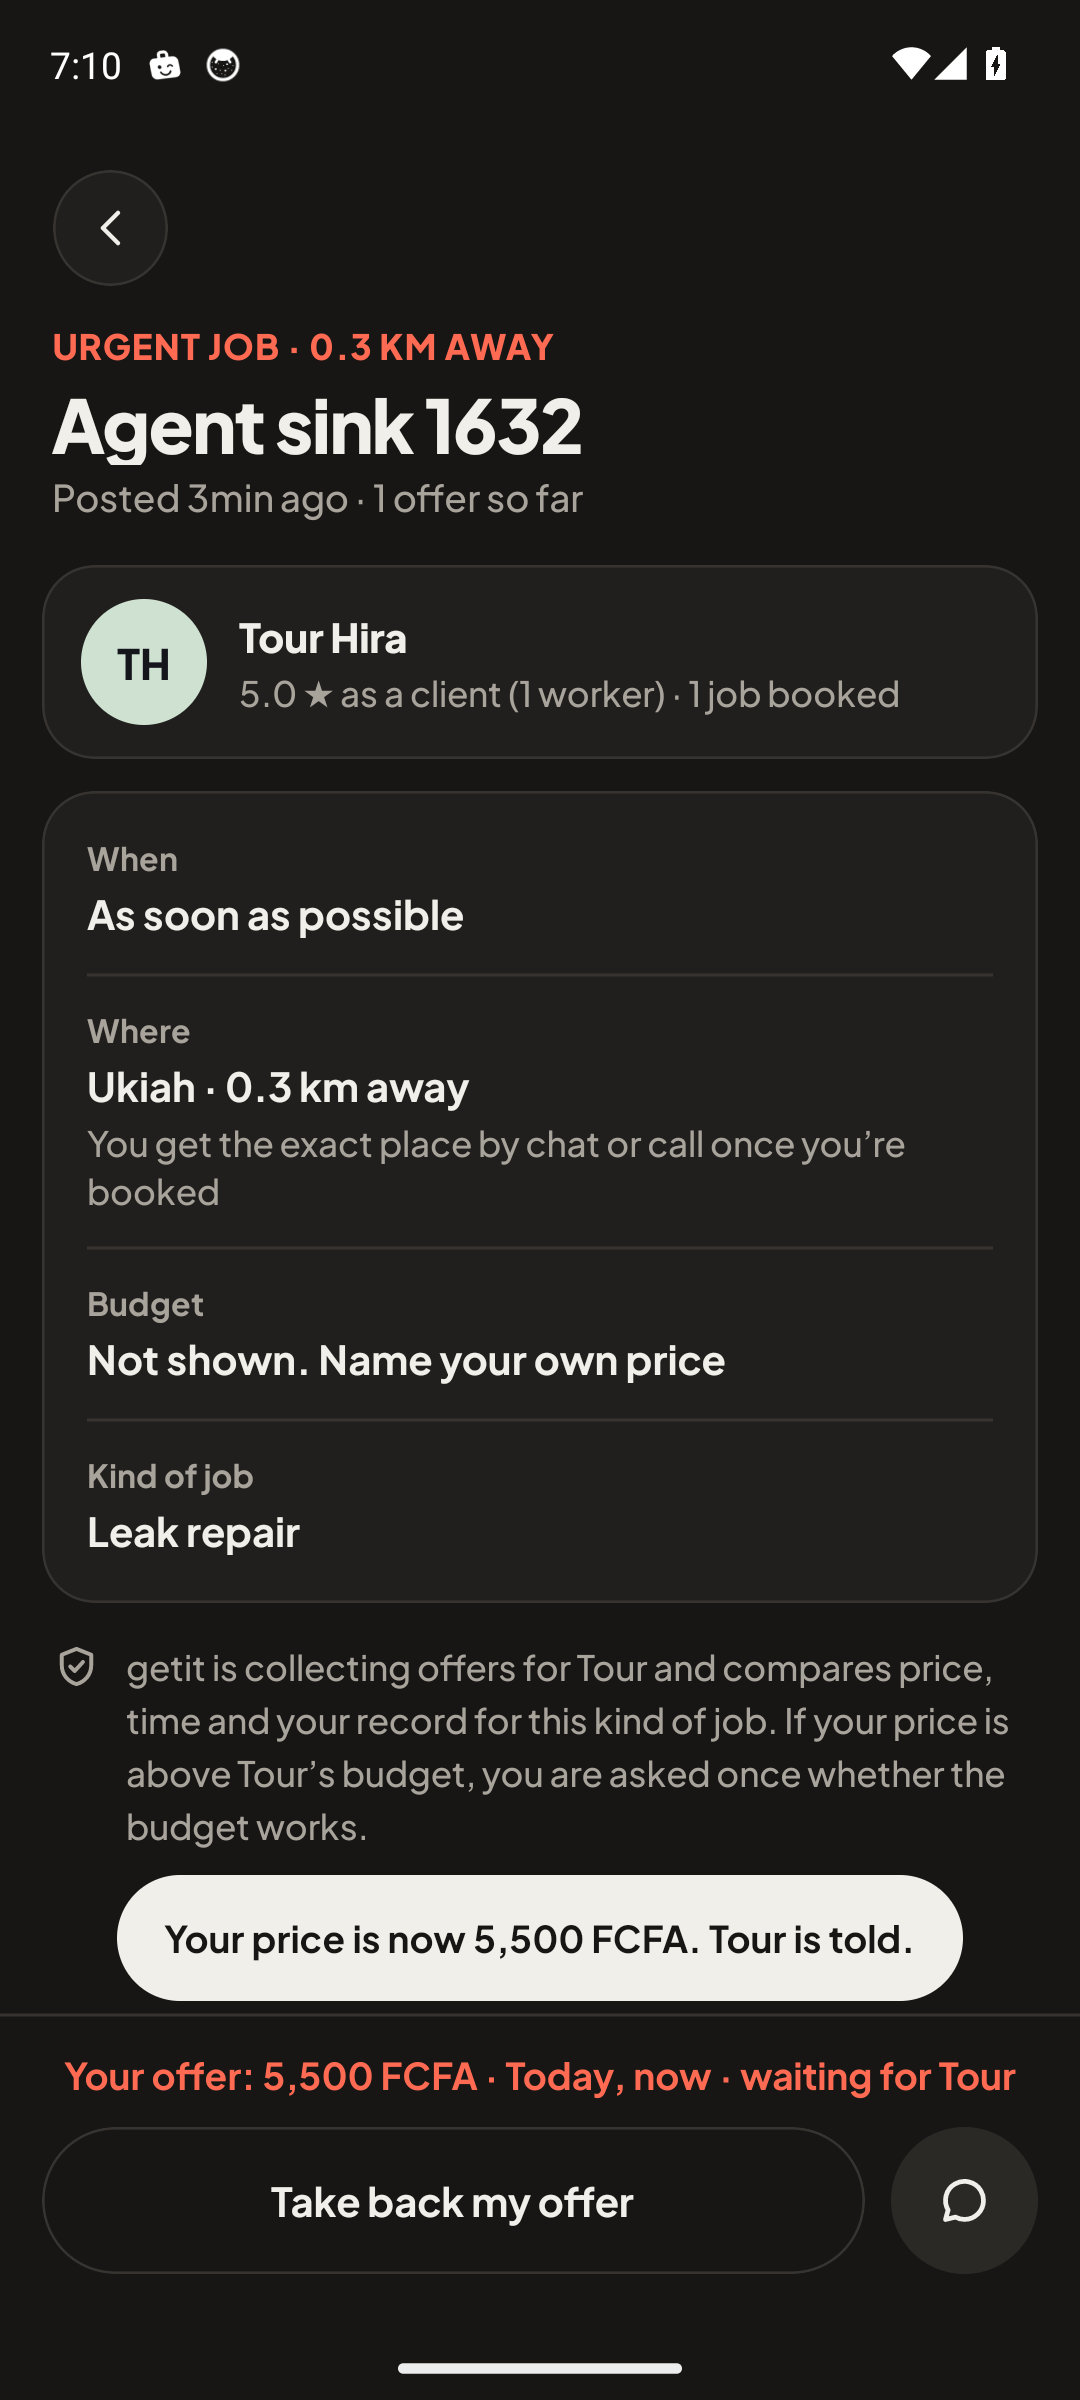 7:10
URGENT JOB · 0.3 KM AWAY
Agent sink 1632
Posted 3min ago · 1 offer so far
TH
Tour Hira
5.0 ★ as a client (1 worker) · 1 job booked
When
As soon as possible
Where
Ukiah · 0.3 km away
You get the exact place by chat or call once you’re
booked
Budget
Not shown. Name your own price
Kind of job
Leak repair
getit is collecting offers for Tour and compares price,
time and your record for this kind of job. If your price is
above Tour’s budget, you are asked once whether the
budget works.
Your price is now 5,500 FCFA. Tour is told.
Your offer: 5,500 FCFA · Today, now · waiting for Tour
Take back my offer